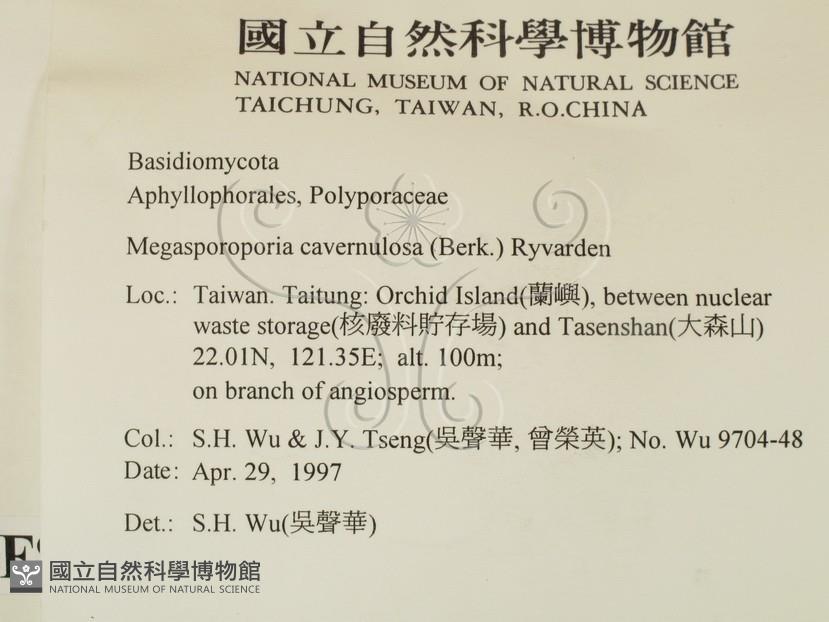 國立自然科學博物館
NATIONAL MUSEUM OF NATURAL SCIENCE
TAICHUNG, TAIWAN, R.O.CHINA
Basidiomycota
Aphyllophorales, Polyporaceae
Megasporoporia cavernulosa (Berk.) Ryvarden
Loc.: Taiwan. Taitung: Orchid Island(蘭嶼), between nuclear
waste storage(核廢料貯存場) and Tasenshan(大森山)
22.01N, 121.35E; alt. 100m;
on branch of angiosperm.
Col.: S.H. Wu & J.Y. Tseng(吳聲華, 曾榮英); No. Wu 9704-48
Date: Apr. 29, 1997
Det.: S.H. Wu(吳聲華)
國立自然科學博物館
NATIONAL MUSEUM OF NATURAL SCIENCE